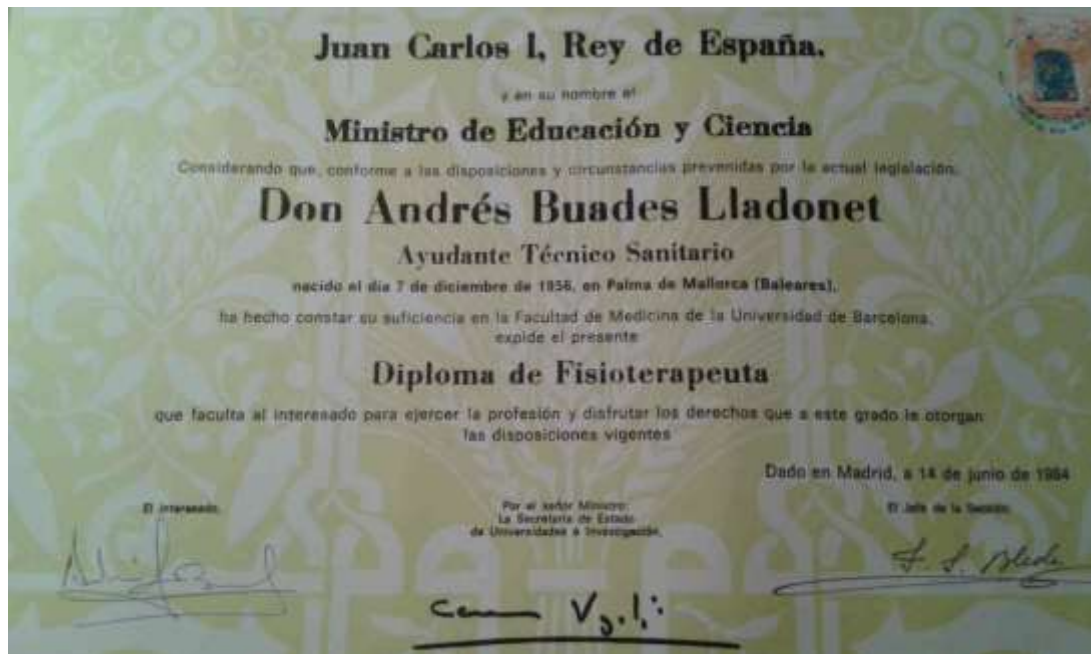 Juan Carlos I, Rey de España,
y en su nombre el
Ministro de Educación y Ciencia
Considerando que, conforme a las disposiciones y circunstancias prevenidas por la actual legislación,
Don Andrés Buades Lladonet
Ayudante Técnico Sanitario
nacido el día 7 de diciembre de 1956, en Palma de Mallorca (Baleares),
ha hecho constar su suficiencia en la Facultad de Medicina de la Universidad de Barcelona,
expide el presente
Diploma de Fisioterapeuta
que faculta al interesado para ejercer la profesión y disfrutar los derechos que a este grado le otorgan
las disposiciones vigentes
Dado en Madrid, a 14 de junio de 1984
El interesado,
Por el señor Ministro:
La Secretaria de Estado
de Universidades e Investigación,
El Jefe de la Sección,